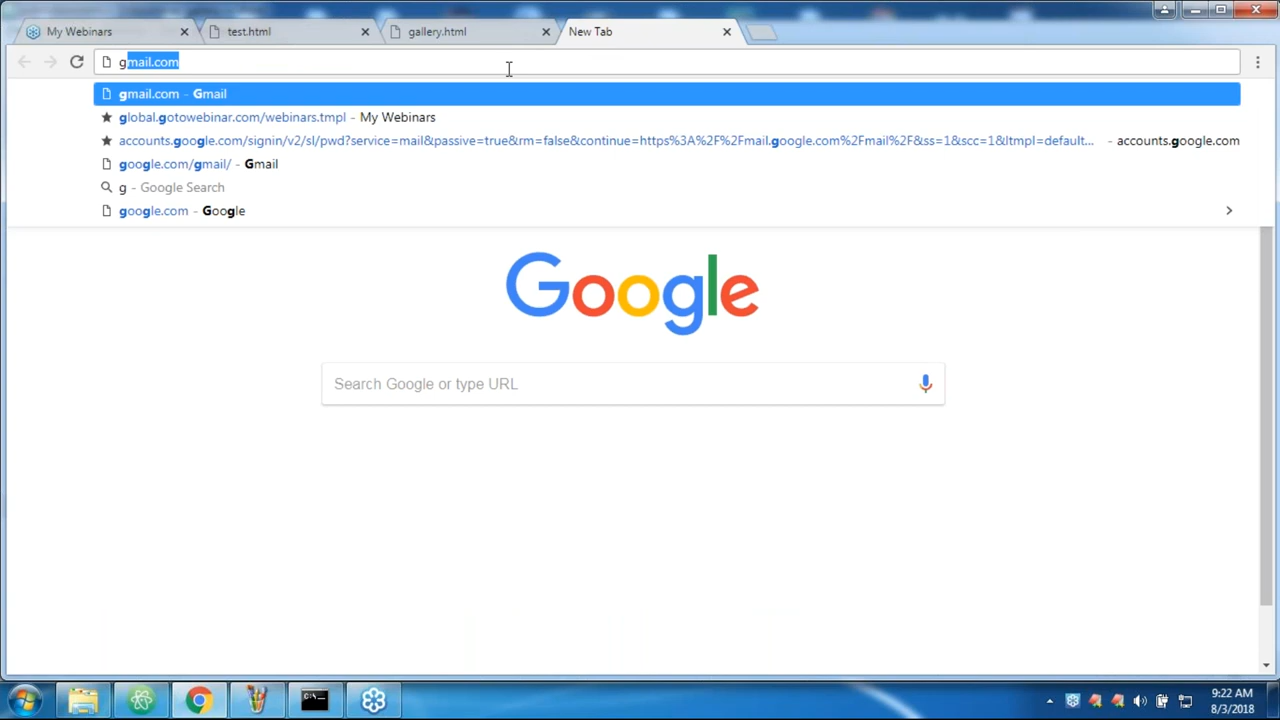 My Webinars
test.html
gallery.html
New Tab
gmail.com
gmail.com - Gmail
global.gotowebinar.com/webinars.tmpl - My Webinars
accounts.google.com/signin/v2/sl/pwd?service=mail&passive=true&rm=false&continue=https%3A%2F%2Fmail.google.com%2Fmail%2F&ss=1&scc=1&ltmpl=default... - accounts.google.com
google.com/gmail/ - Gmail
g - Google Search
google.com - Google
Google
Search Google or type URL
9:22 AM
8/3/2018